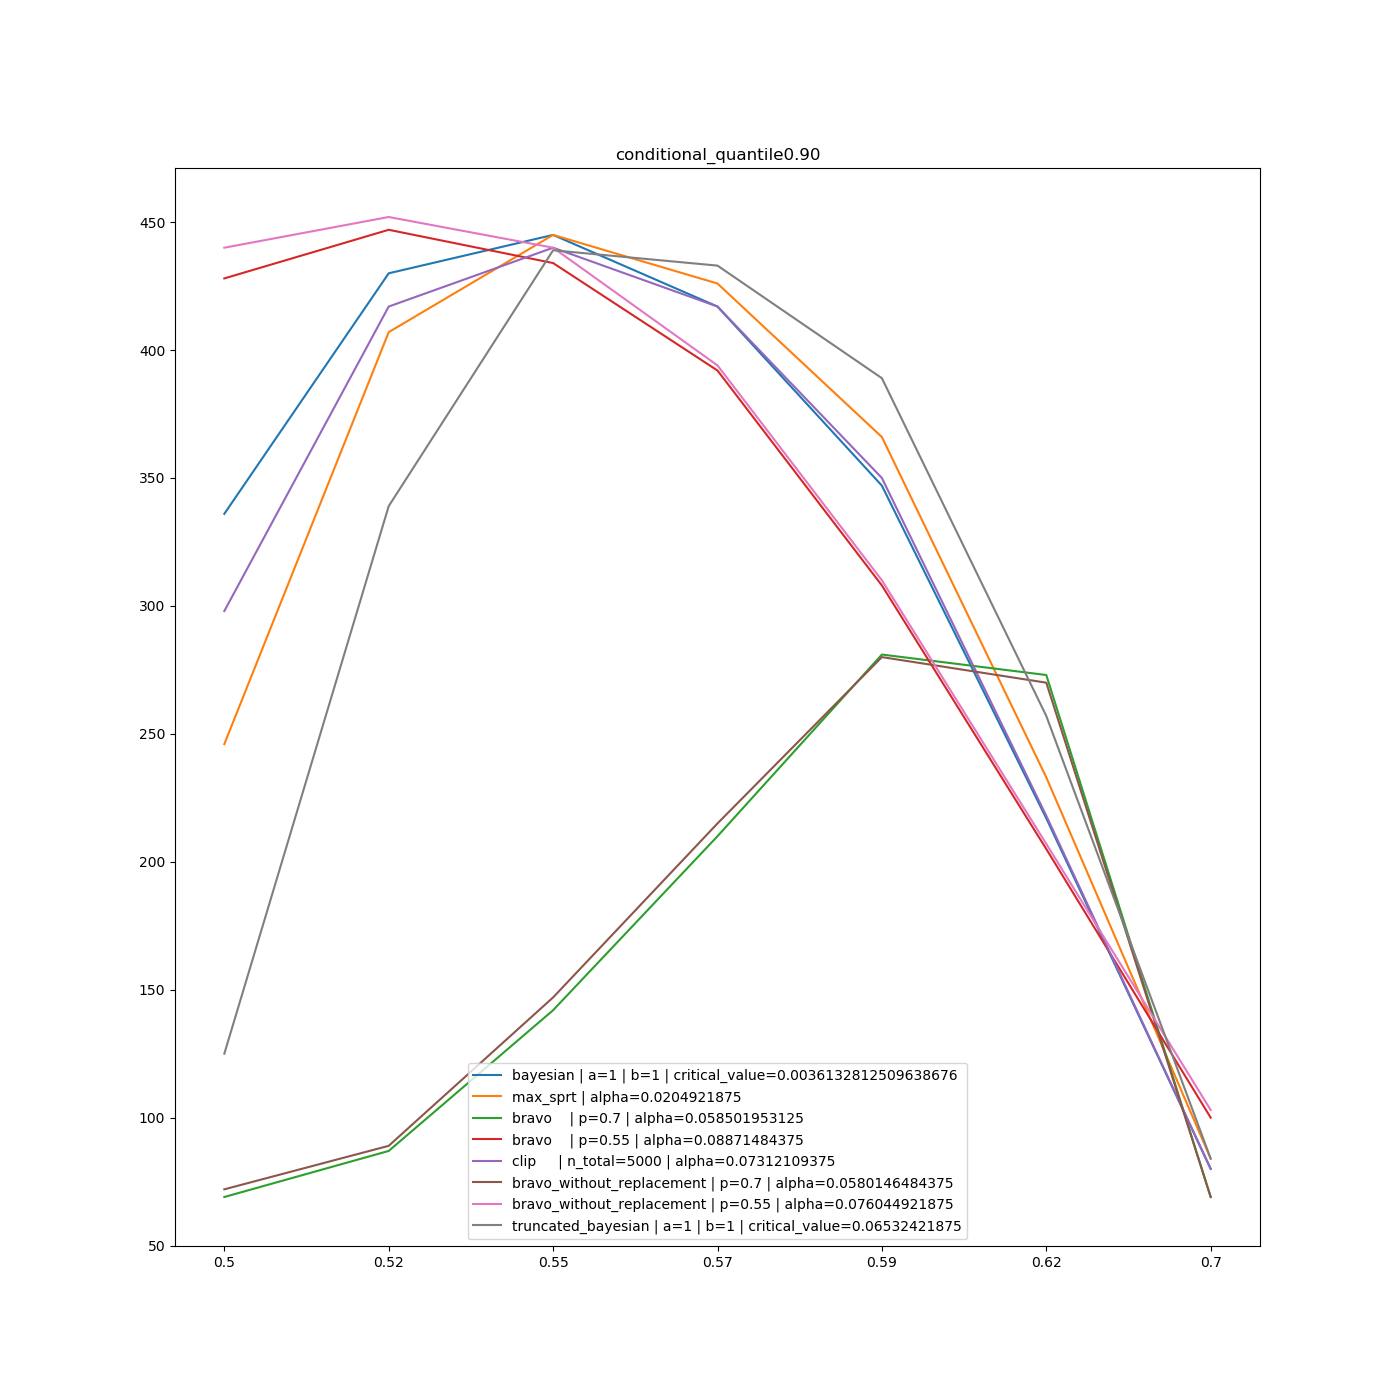 conditional_quantile0.90
450
400
350
300
250
200
150
100
50
bayesian | a=1 | b=1 | critical_value=0.0036132812509638676
max_sprt | alpha=0.0204921875
bravo    | p=0.7 | alpha=0.058501953125
bravo    | p=0.55 | alpha=0.08871484375
clip     | n_total=5000 | alpha=0.07312109375
bravo_without_replacement | p=0.7 | alpha=0.0580146484375
bravo_without_replacement | p=0.55 | alpha=0.076044921875
truncated_bayesian | a=1 | b=1 | critical_value=0.06532421875
0.5 0.52 0.55 0.57 0.59 0.62 0.7